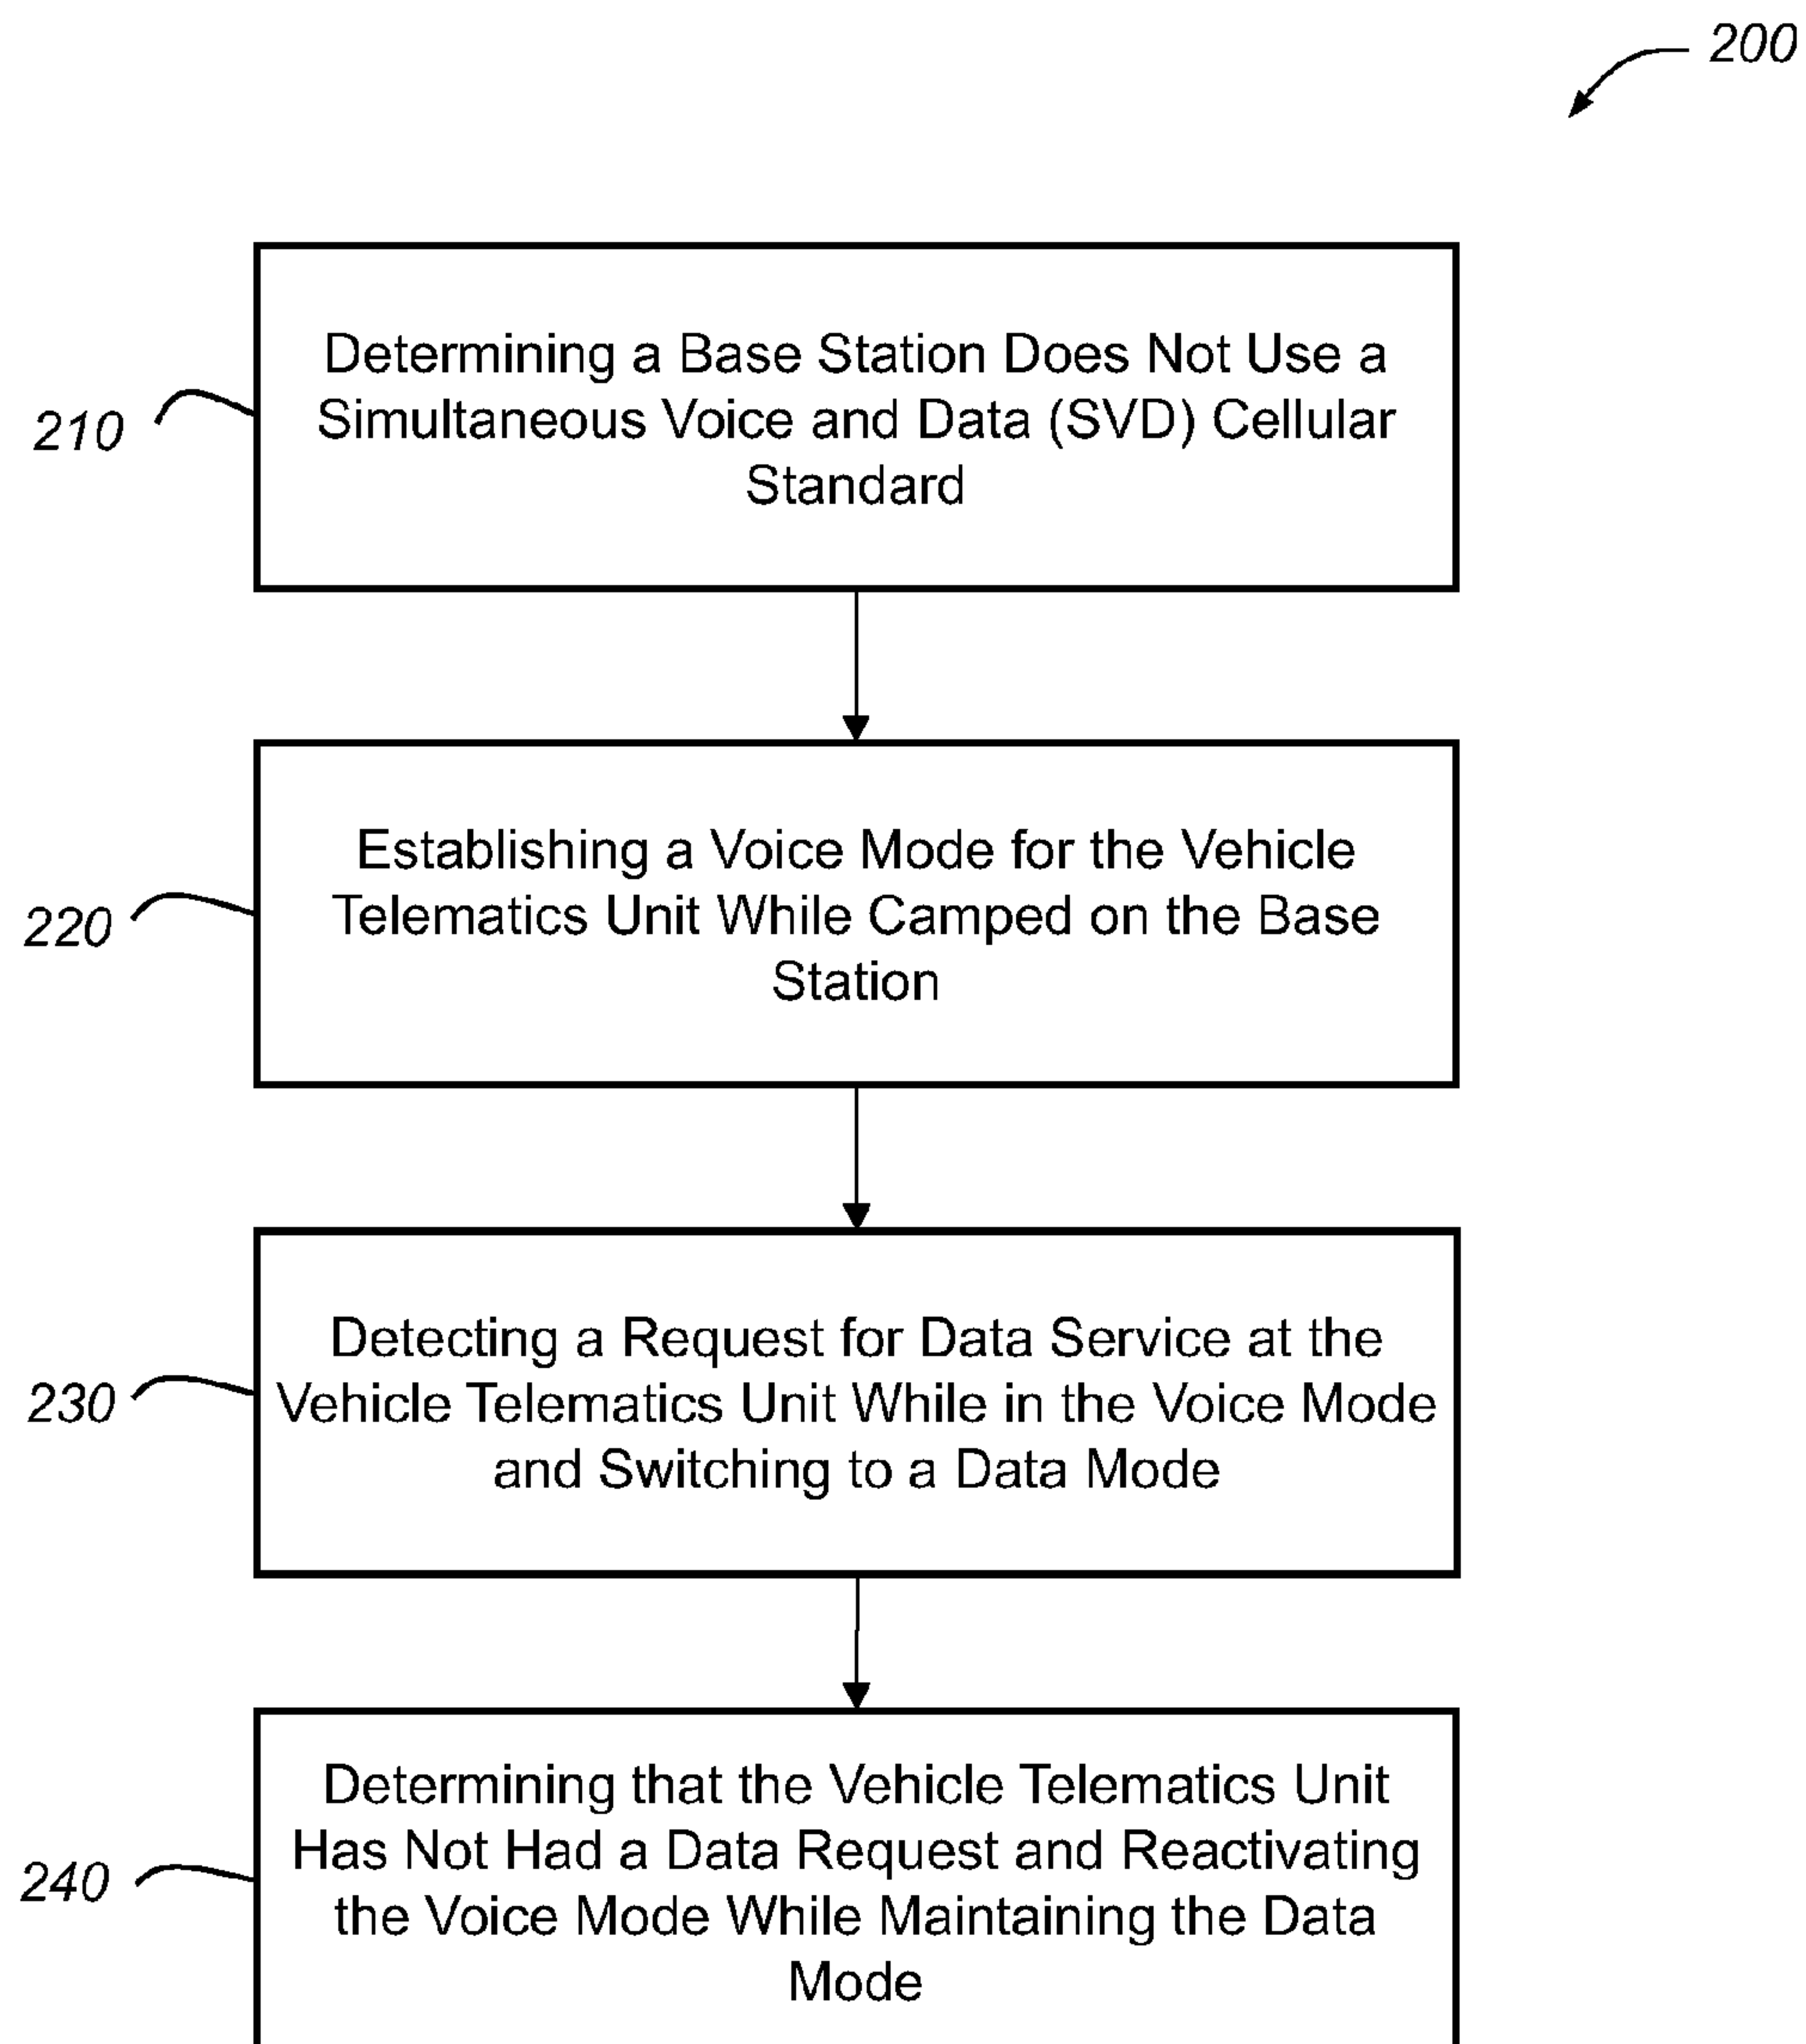 200
Determining a Base Station Does Not Use a
Simultaneous Voice and Data (SVD) Cellular
Standard
210
Establishing a Voice Mode for the Vehicle
Telematics Unit While Camped on the Base
Station
220
Detecting a Request for Data Service at the
Vehicle Telematics Unit While in the Voice Mode
and Switching to a Data Mode
230
Determining that the Vehicle Telematics Unit
Has Not Had a Data Request and Reactivating
the Voice Mode While Maintaining the Data
Mode
240